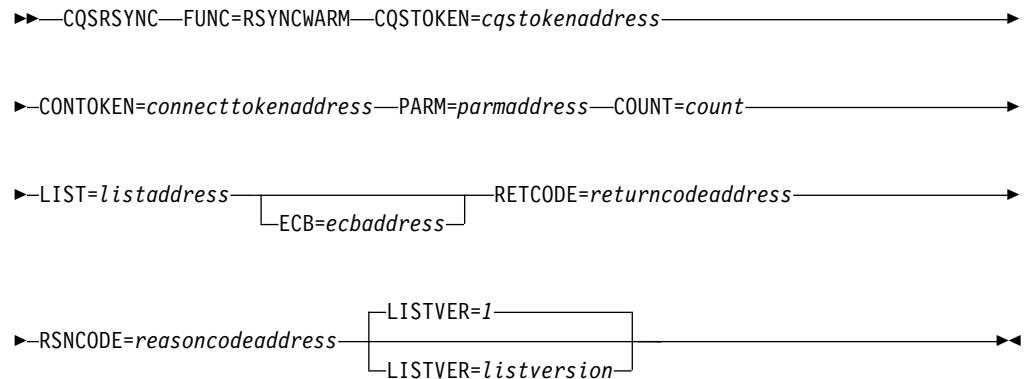 CQSRSYNC FUNC=RSYNCWARM CQSTOKEN=cqstokenaddress
CONTOKEN=connecttokenaddress PARM=parmaddress COUNT=count
LIST=listaddress RETCODE=returncodeaddress
ECB=ecbaddress
LISTVER=1
RSNCODE=reasoncodeaddress
LISTVER=listversion